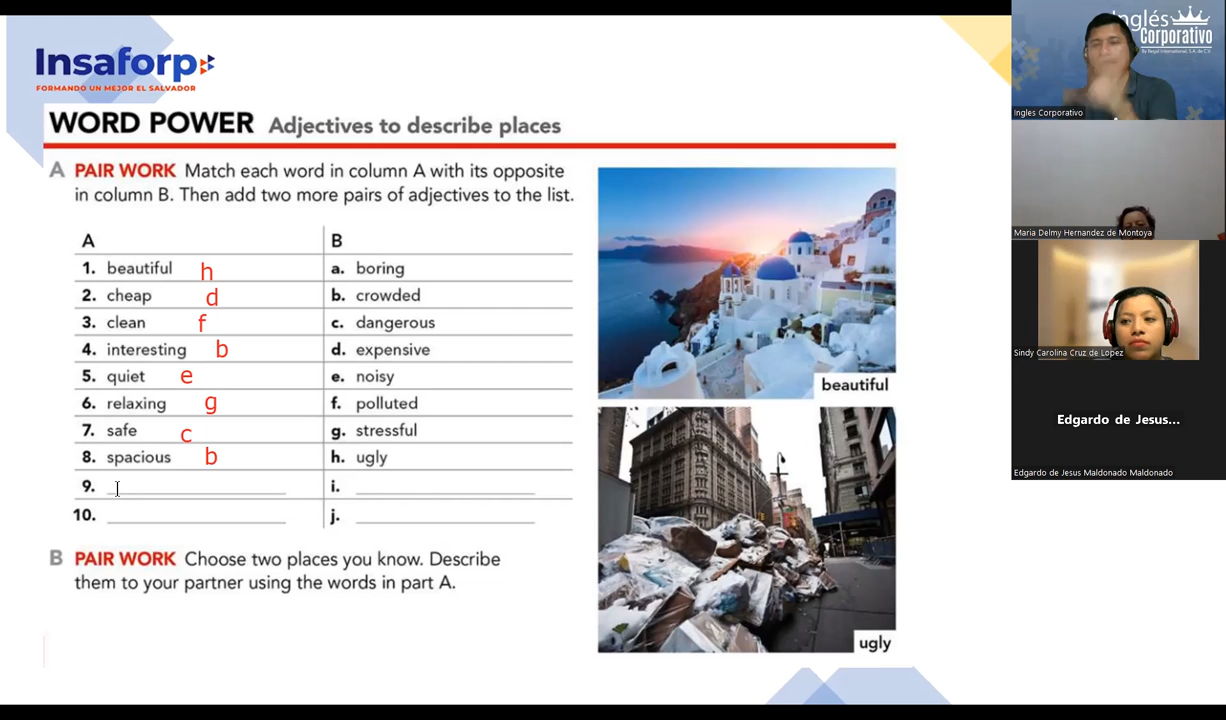 Insaforp
FORMANDO UN MEJOR EL SALVADOR
WORD POWER Adjectives to describe places
A PAIR WORK Match each word in column A with its opposite
in column B. Then add two more pairs of adjectives to the list.
A B
1. beautiful h a. boring
2. cheap d b. crowded
3. clean f c. dangerous
4. interesting b d. expensive
5. quiet e e. noisy
6. relaxing g f. polluted
7. safe c g. stressful
8. spacious b h. ugly
9. i.
10. j.
B PAIR WORK Choose two places you know. Describe
them to your partner using the words in part A.
beautiful
ugly
Inglés
Corporativo
Ingles Corporativo
Maria Delmy Hernandez de Montoya
Sindy Carolina Cruz de Lopez
Edgardo de Jesus...
Edgardo de Jesus Maldonado Maldonado